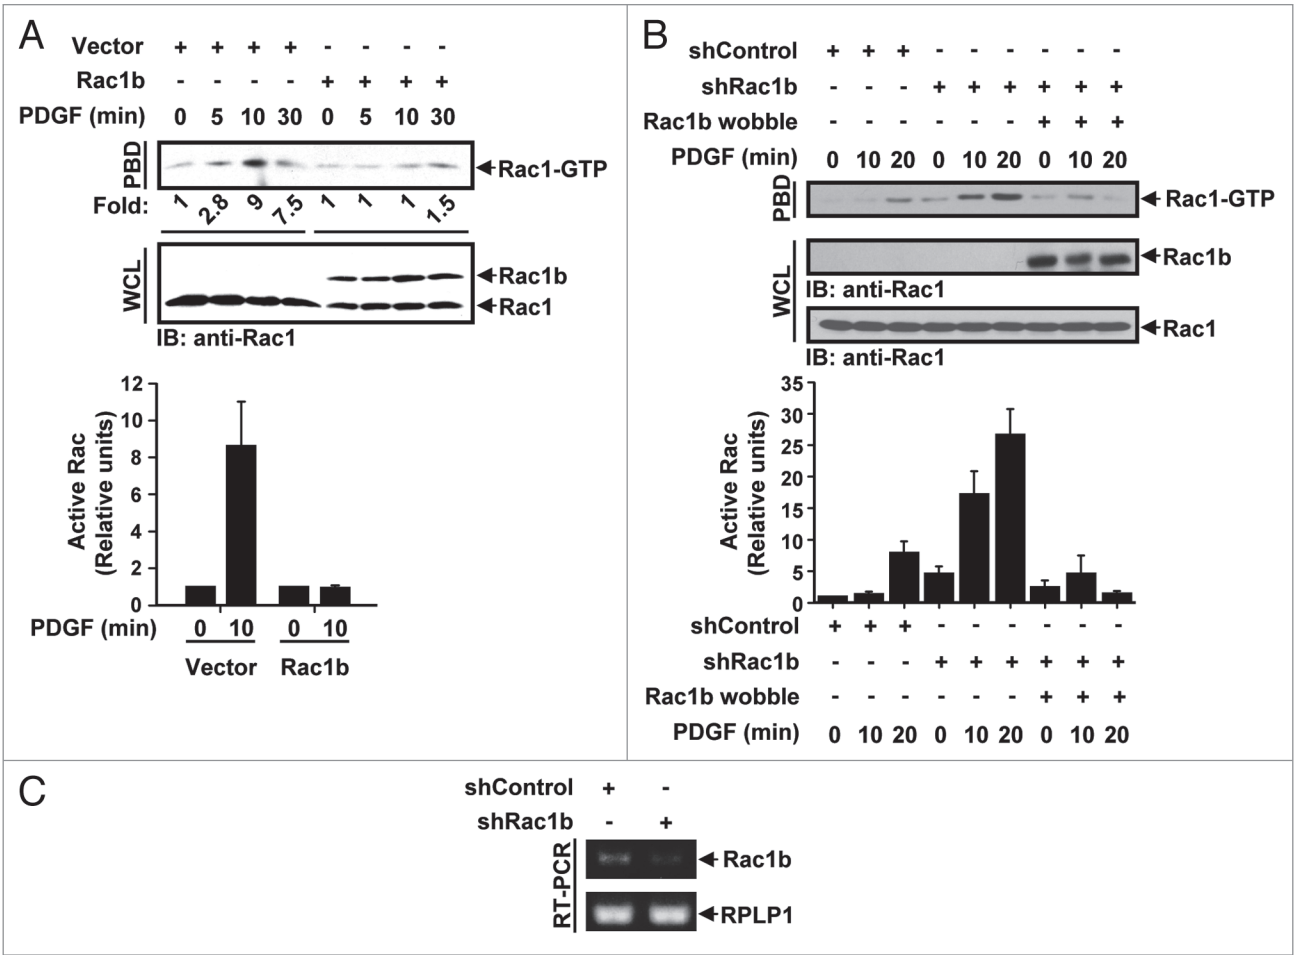 A
Vector + + + + - - - -
Rac1b - - - - + + + +
PDGF (min) 0 5 10 30 0 5 10 30
PBD
Rac1-GTP
Fold: 1 2.8 9 7.5 1 1 1 1.5
WCL
Rac1b
Rac1
IB: anti-Rac1
Active Rac
(Relative units)
12
10
8
6
4
2
0
PDGF (min) 0 10 0 10
Vector Rac1b
B
shControl + + + - - - - - -
shRac1b - - - + + + + + +
Rac1b wobble - - - - - - + + +
PDGF (min) 0 10 20 0 10 20 0 10 20
PBD
Rac1-GTP
WCL
Rac1b
IB: anti-Rac1
Rac1
IB: anti-Rac1
Active Rac
(Relative units)
35
30
25
20
15
10
5
0
shControl + + + - - - - - -
shRac1b - - - + + + + + +
Rac1b wobble - - - - - - + + +
PDGF (min) 0 10 20 0 10 20 0 10 20
C
shControl + -
shRac1b - +
RT-PCR
Rac1b
RPLP1